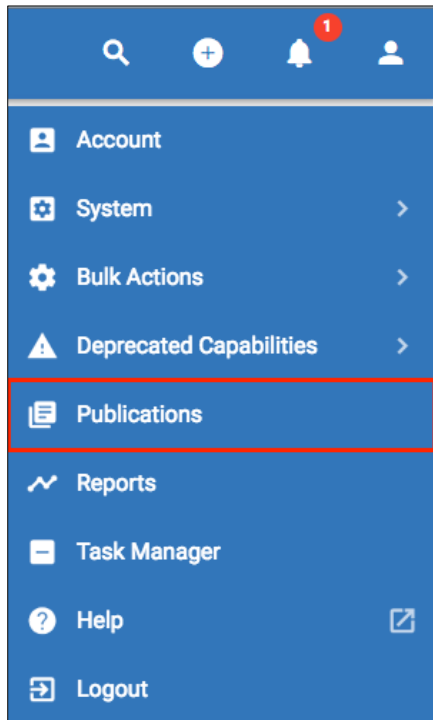 1
Account
System
Bulk Actions
Deprecated Capabilities
Publications
Reports
Task Manager
Help
Logout